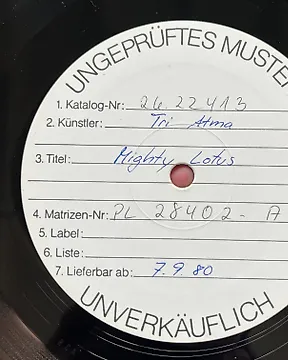 UNGEPRÜFTES MUSTER
1. Katalog-Nr: 26.22413
2. Künstler: Tri Atma
3. Titel: Mighty Lotus
4. Matrizen-Nr: PL 28402-A
5. Label:
6. Liste:
7. Lieferbar ab: 7.9.80
UNVERKÄUFLICH